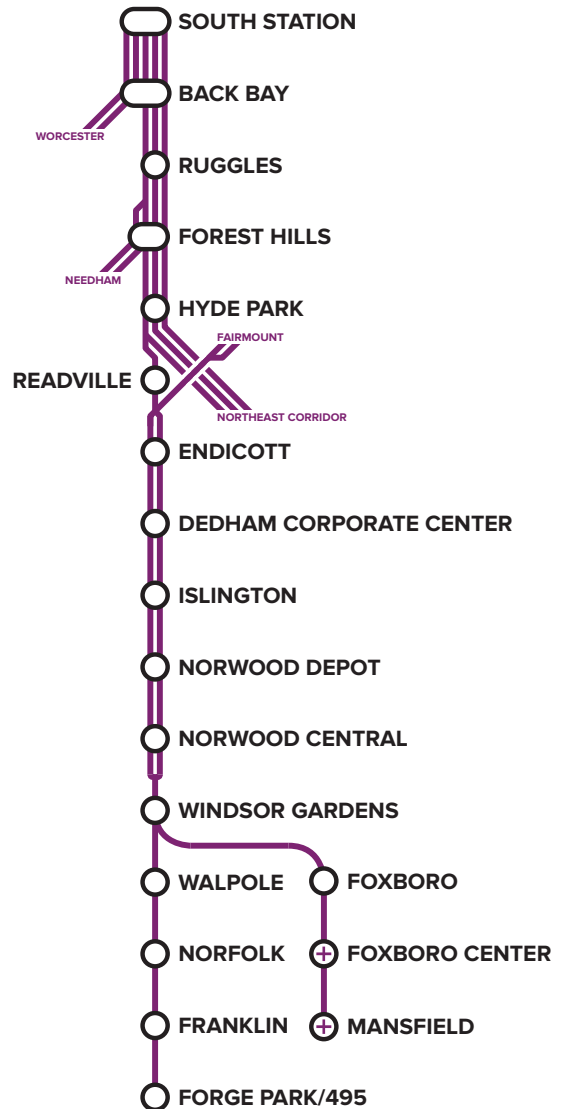 SOUTH STATION
BACK BAY
WORCESTER
RUGGLES
FOREST HILLS
NEEDHAM
HYDE PARK
FAIRMOUNT
READVILLE
NORTHEAST CORRIDOR
ENDICOTT
DEDHAM CORPORATE CENTER
ISLINGTON
NORWOOD DEPOT
NORWOOD CENTRAL
WINDSOR GARDENS
WALPOLE
FOXBORO
NORFOLK
FOXBORO CENTER
FRANKLIN
MANSFIELD
FORGE PARK/495